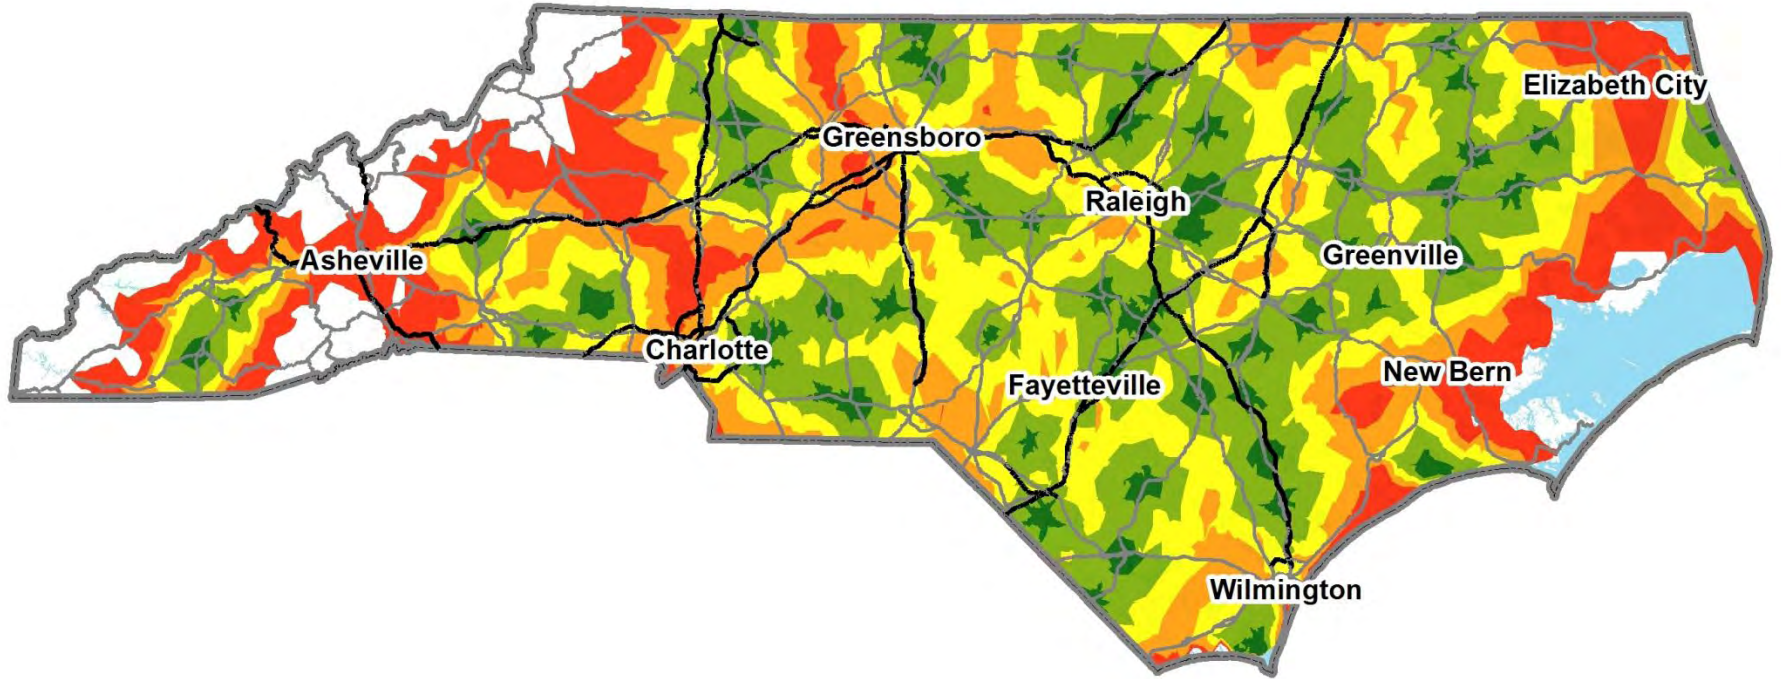 Elizabeth City
Greensboro
Raleigh
Greenville
Asheville
Charlotte
New Bern
Fayetteville
Wilmington